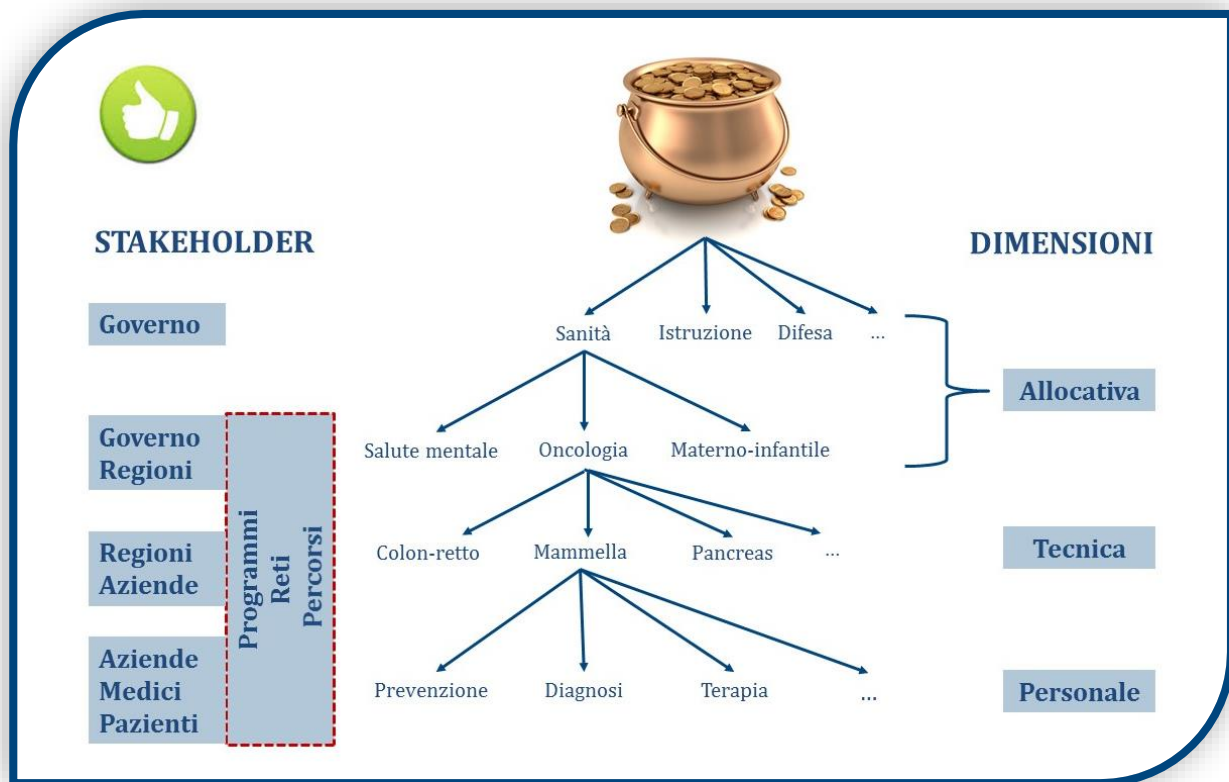 STAKEHOLDER
DIMENSIONI
Governo
Sanità
Istruzione
Difesa
...
Allocativa
Governo
Regioni
Salute mentale
Oncologia
Materno-infantile
Programmi
Reti
Percorsi
Regioni
Aziende
Colon-retto
Mammella
Pancreas
...
Tecnica
Aziende
Medici
Pazienti
Prevenzione
Diagnosi
Terapia
...
Personale